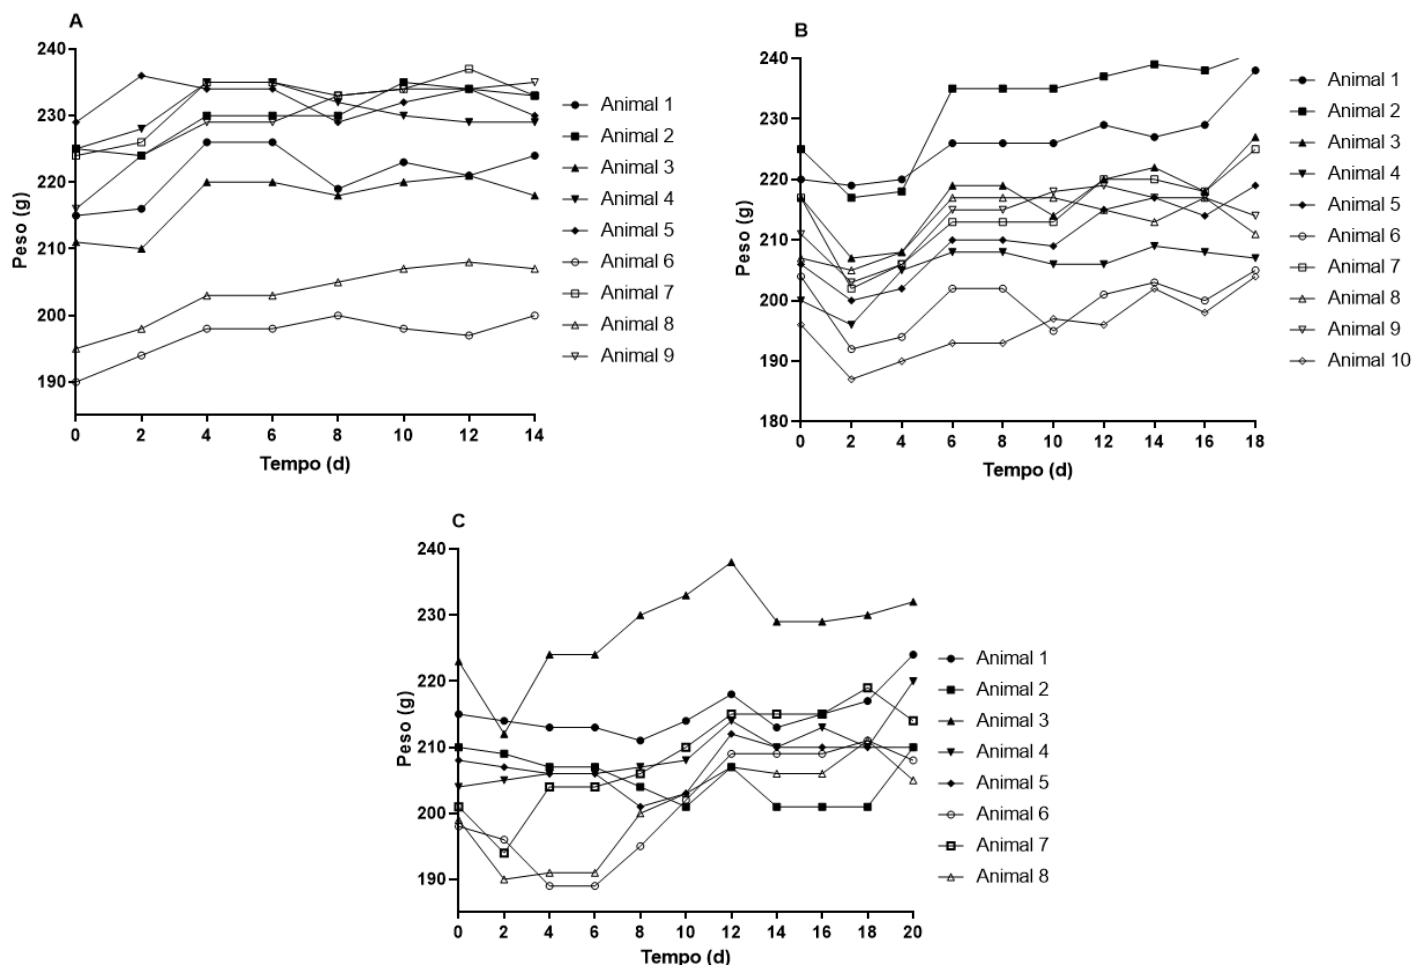 A
240
230
220
210
200
190
Peso (g)
0 2 4 6 8 10 12 14
Tempo (d)
Animal 1
Animal 2
Animal 3
Animal 4
Animal 5
Animal 6
Animal 7
Animal 8
Animal 9
B
240
230
220
210
200
190
180
Peso (g)
0 2 4 6 8 10 12 14 16 18
Tempo (d)
Animal 1
Animal 2
Animal 3
Animal 4
Animal 5
Animal 6
Animal 7
Animal 8
Animal 9
Animal 10
C
240
230
220
210
200
190
Peso (g)
0 2 4 6 8 10 12 14 16 18 20
Tempo (d)
Animal 1
Animal 2
Animal 3
Animal 4
Animal 5
Animal 6
Animal 7
Animal 8